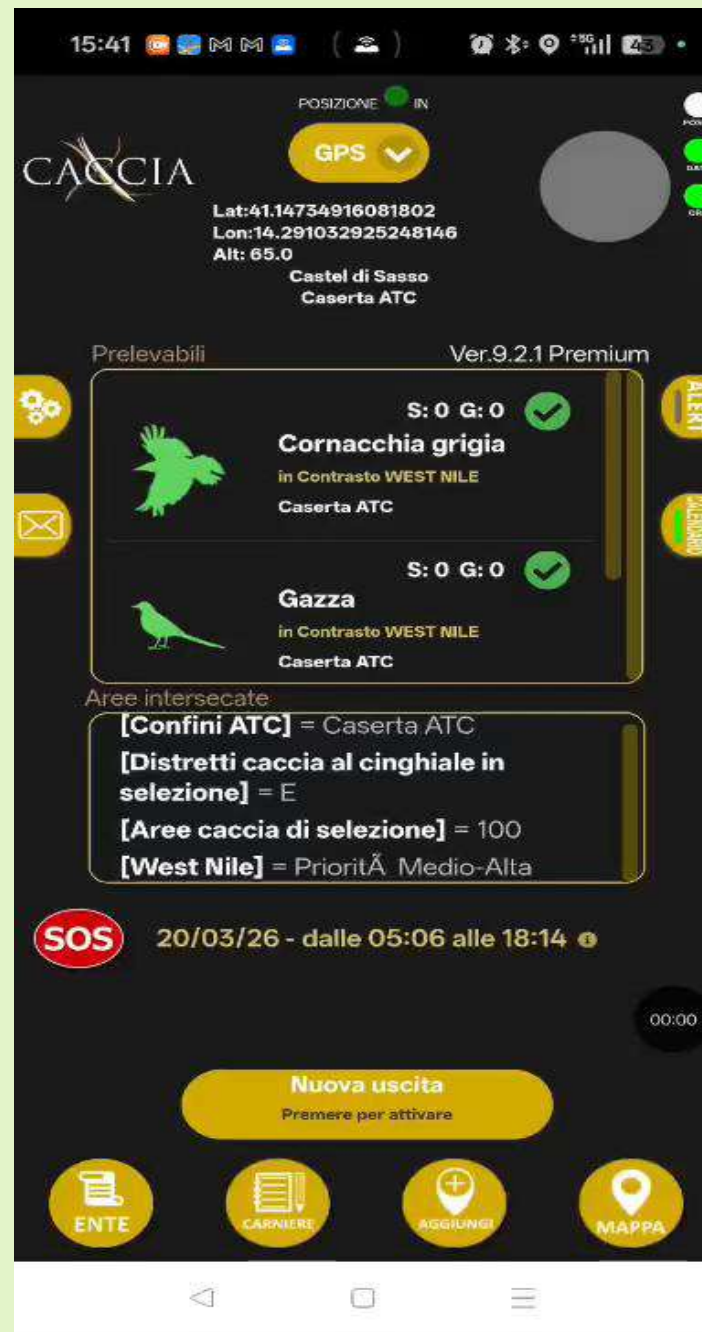 15:41
43
POSIZIONE IN
CACCIA
GPS
Lat:41.14734916081802
Lon:14.291032925248146
Alt: 65.0
Castel di Sasso
Caserta ATC
Prelevabili
Ver.9.2.1 Premium
S: 0 G: 0
Cornacchia grigia
in Contrasto WEST NILE
Caserta ATC
ALERT
CALENDARIO
S: 0 G: 0
Gazza
in Contrasto WEST NILE
Caserta ATC
Aree intersecate
[Confini ATC] = Caserta ATC
[Distretti caccia al cinghiale in
selezione] = E
[Aree caccia di selezione] = 100
[West Nile] = PrioritÃ Medio-Alta
SOS
20/03/26 - dalle 05:06 alle 18:14
00:00
Nuova uscita
Premere per attivare
ENTE
CARNIERE
AGGIUNGI
MAPPA